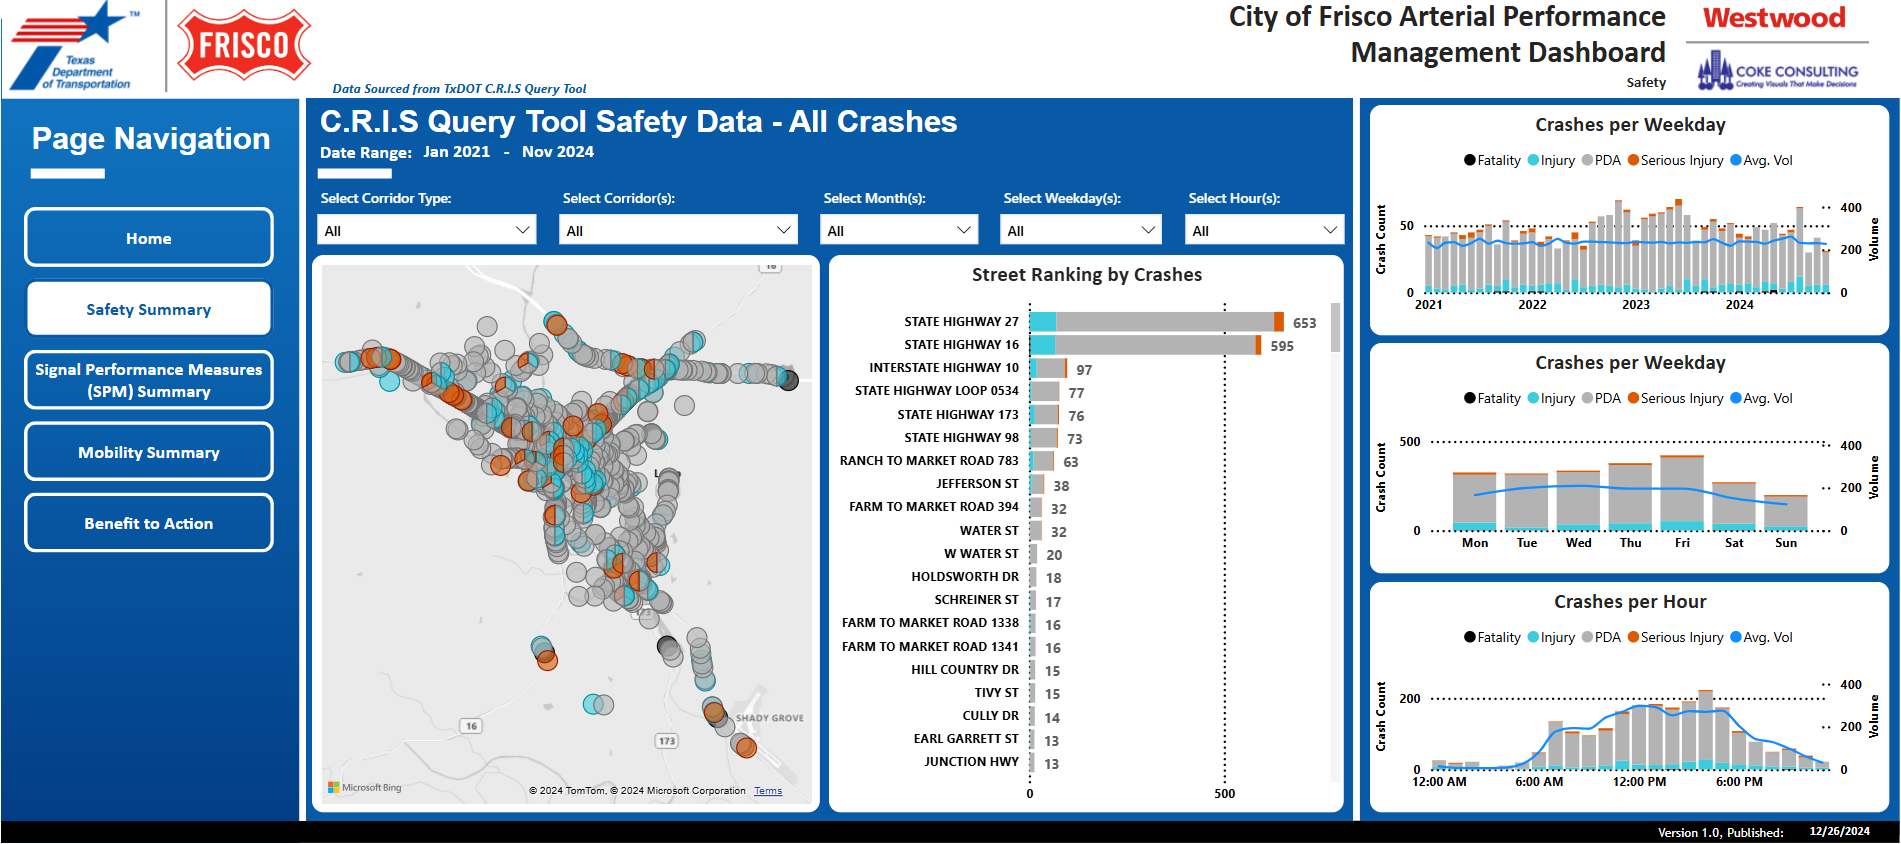 TM
Texas
Department
of Transportation
FRISCO
Data Sourced from TxDOT C.R.I.S Query Tool
City of Frisco Arterial Performance
Management Dashboard
Safety
Westwood
COKE CONSULTING
Creating Visuals That Make Decisions
Page Navigation
Home
Safety Summary
Signal Performance Measures
(SPM) Summary
Mobility Summary
Benefit to Action
C.R.I.S Query Tool Safety Data - All Crashes
Date Range: Jan 2021 - Nov 2024
Select Corridor Type: Select Corridor(s): Select Month(s): Select Weekday(s): Select Hour(s):
All All All All All
16
173
SHADY GROVE
16
173
Microsoft Bing
© 2024 TomTom, © 2024 Microsoft Corporation Terms
Street Ranking by Crashes
STATE HIGHWAY 27 653
STATE HIGHWAY 16 595
INTERSTATE HIGHWAY 10 97
STATE HIGHWAY LOOP 0534 77
STATE HIGHWAY 173 76
STATE HIGHWAY 98 73
RANCH TO MARKET ROAD 783 63
JEFFERSON ST 38
FARM TO MARKET ROAD 394 32
WATER ST 32
W WATER ST 20
HOLDSWORTH DR 18
SCHREINER ST 17
FARM TO MARKET ROAD 1338 16
FARM TO MARKET ROAD 1341 16
HILL COUNTRY DR 15
TIVY ST 15
CULLY DR 14
EARL GARRETT ST 13
JUNCTION HWY 13
0 500
Crashes per Weekday
Fatality Injury PDA Serious Injury Avg. Vol
Crash Count
50
0
400
200
0
Volume
2021 2022 2023 2024
Crashes per Weekday
Fatality Injury PDA Serious Injury Avg. Vol
Crash Count
500
0
400
200
0
Volume
Mon Tue Wed Thu Fri Sat Sun
Crashes per Hour
Fatality Injury PDA Serious Injury Avg. Vol
Crash Count
200
0
400
200
0
Volume
12:00 AM 6:00 AM 12:00 PM 6:00 PM
Version 1.0, Published: 12/26/2024